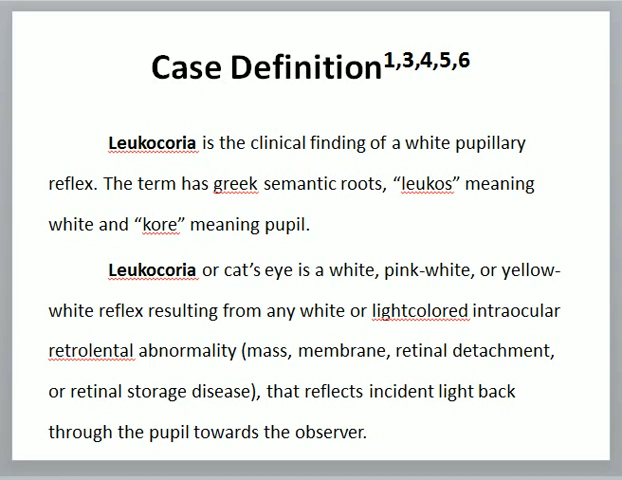 Case Definition1,3,4,5,6
Leukocoria is the clinical finding of a white pupillary
reflex. The term has greek semantic roots, “leukos” meaning
white and “kore” meaning pupil.
Leukocoria or cat’s eye is a white, pink-white, or yellow-
white reflex resulting from any white or lightcolored intraocular
retrolental abnormality (mass, membrane, retinal detachment,
or retinal storage disease), that reflects incident light back
through the pupil towards the observer.